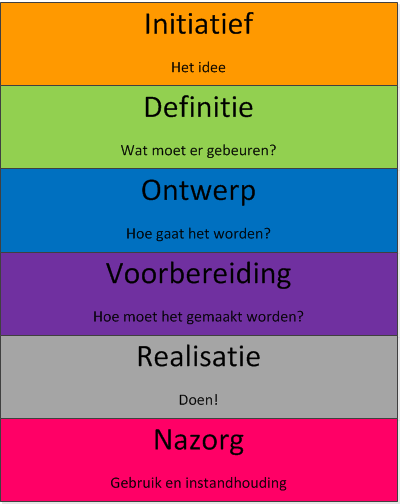 Initiatief
Het idee
Definitie
Wat moet er gebeuren?
Ontwerp
Hoe gaat het worden?
Voorbereiding
Hoe moet het gemaakt worden?
Realisatie
Doen!
Nazorg
Gebruik en instandhouding